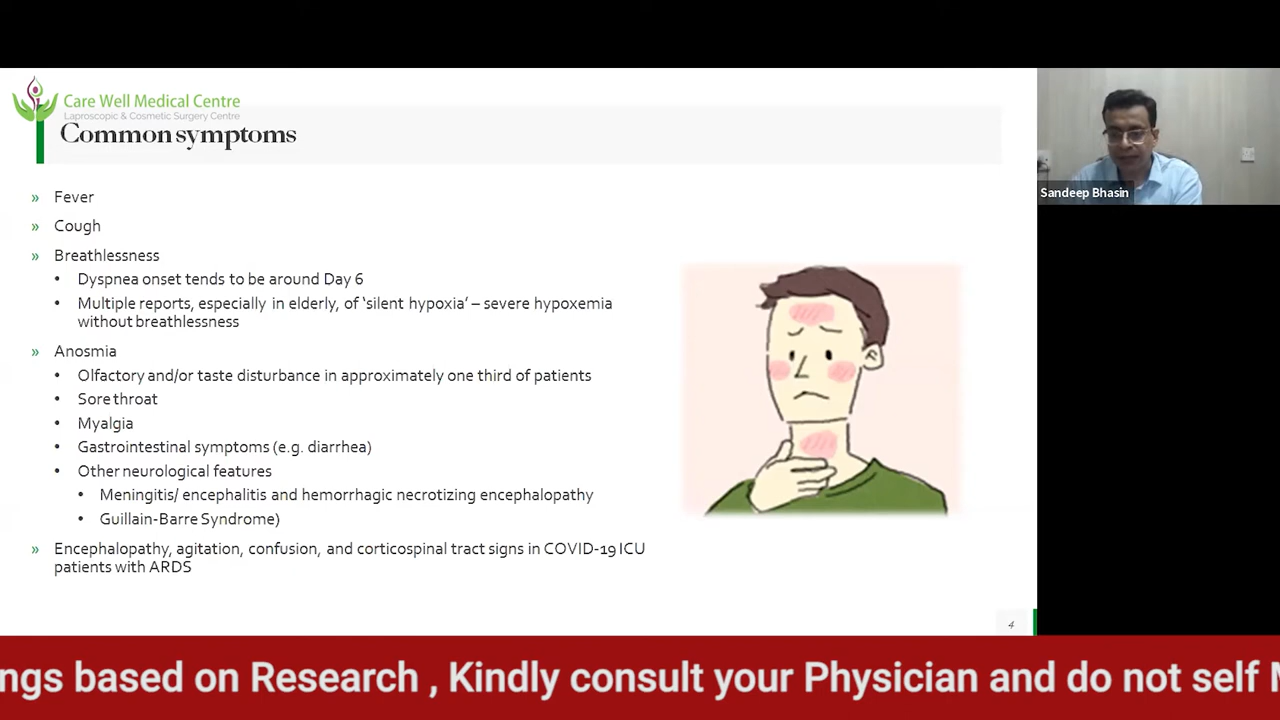 Care Well Medical Centre
Laproscopic & Cosmetic Surgery Centre
Common symptoms
Sandeep Bhasin
» Fever
» Cough
» Breathlessness
• Dyspnea onset tends to be around Day 6
• Multiple reports, especially in elderly, of ‘silent hypoxia’ – severe hypoxemia
without breathlessness
» Anosmia
• Olfactory and/or taste disturbance in approximately one third of patients
• Sore throat
• Myalgia
• Gastrointestinal symptoms (e.g. diarrhea)
• Other neurological features
• Meningitis/ encephalitis and hemorrhagic necrotizing encephalopathy
• Guillain-Barre Syndrome)
» Encephalopathy, agitation, confusion, and corticospinal tract signs in COVID-19 ICU
patients with ARDS
4
ngs based on Research , Kindly consult your Physician and do not self M